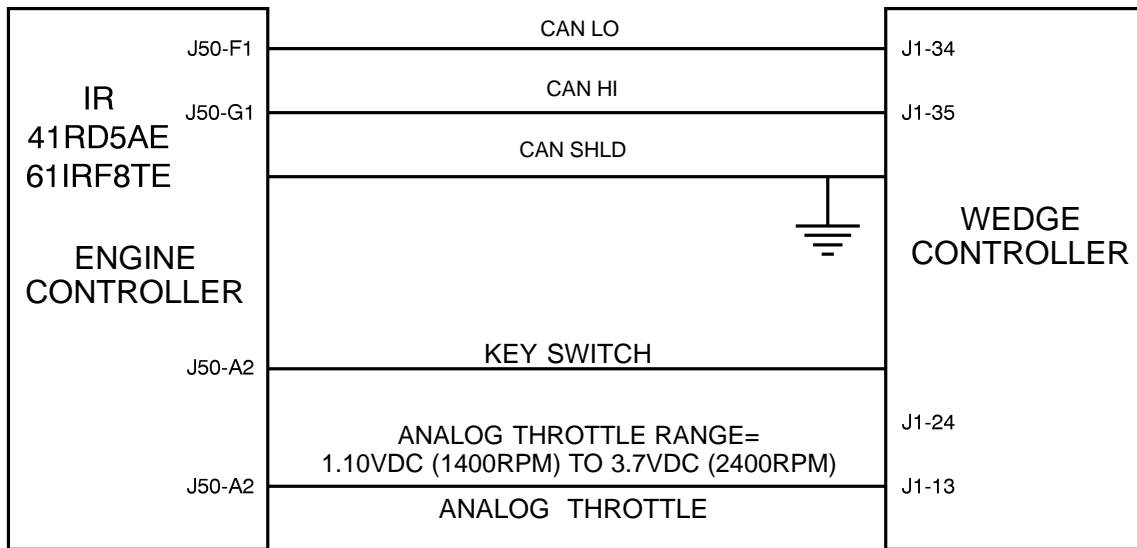 CAN LO
J50-F1
J1-34
CAN HI
J50-G1
J1-35
IR
41RD5AE
61IRF8TE
CAN SHLD
WEDGE
CONTROLLER
ENGINE
CONTROLLER
KEY SWITCH
J50-A2
J1-24
ANALOG THROTTLE RANGE=
1.10VDC (1400RPM) TO 3.7VDC (2400RPM)
J50-A2
J1-13
ANALOG THROTTLE